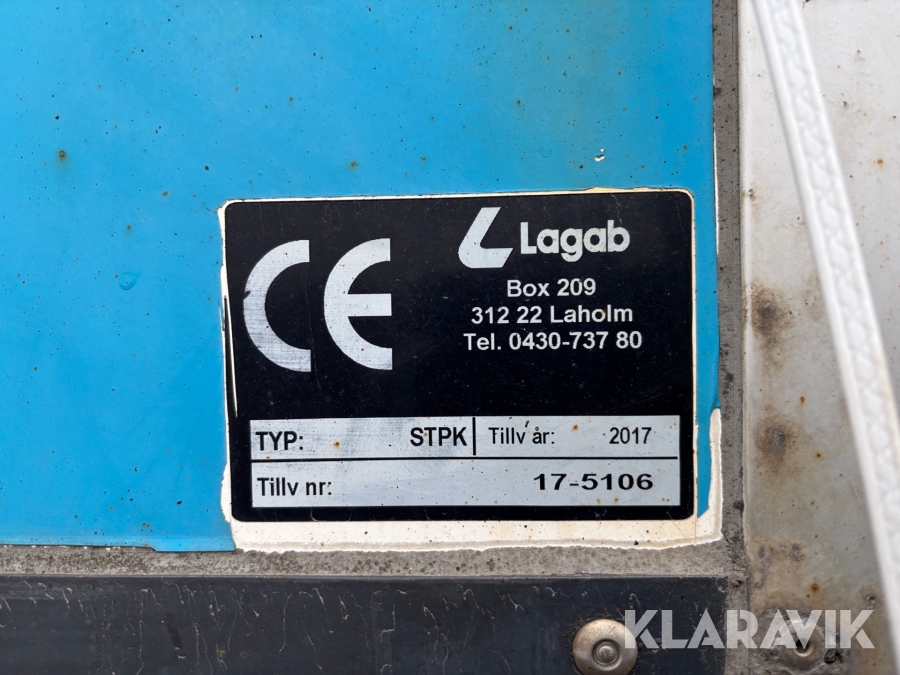 CE
Lagab
Box 209
312 22 Laholm
Tel. 0430-737 80
TYP: STPK Tillv år: 2017
Tillv nr: 17-5106
KLARAVIK